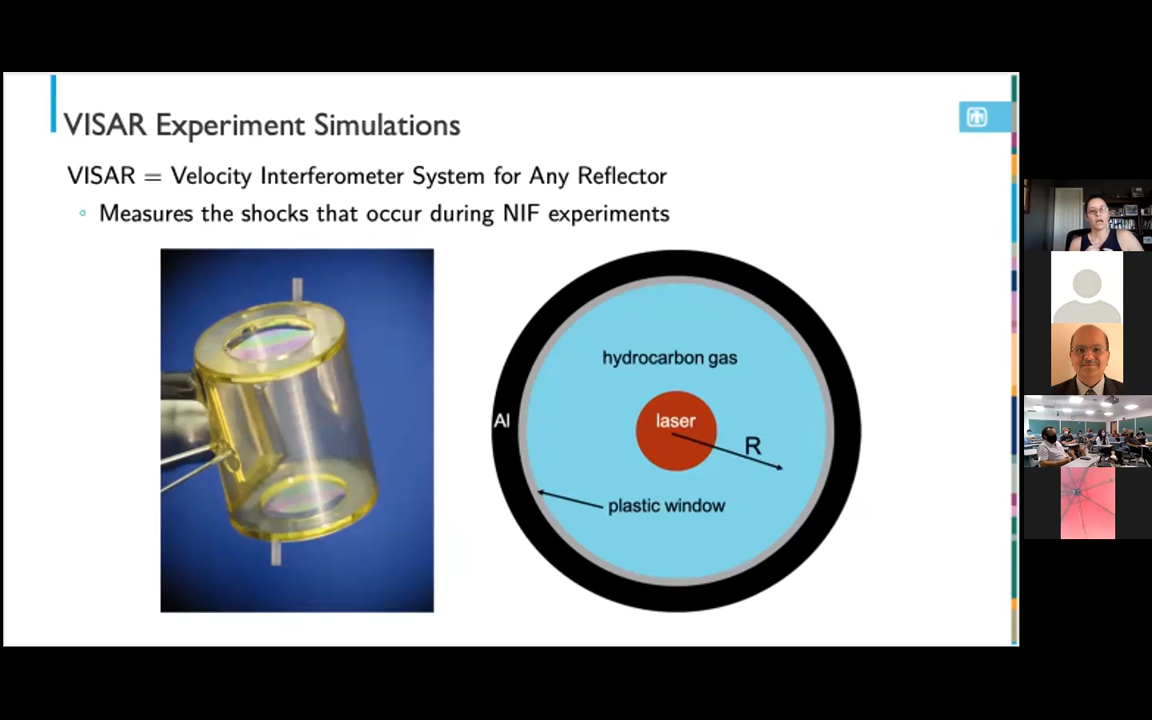 VISAR Experiment Simulations
VISAR = Velocity Interferometer System for Any Reflector
Measures the shocks that occur during NIF experiments
hydrocarbon gas
Al
laser
R
plastic window